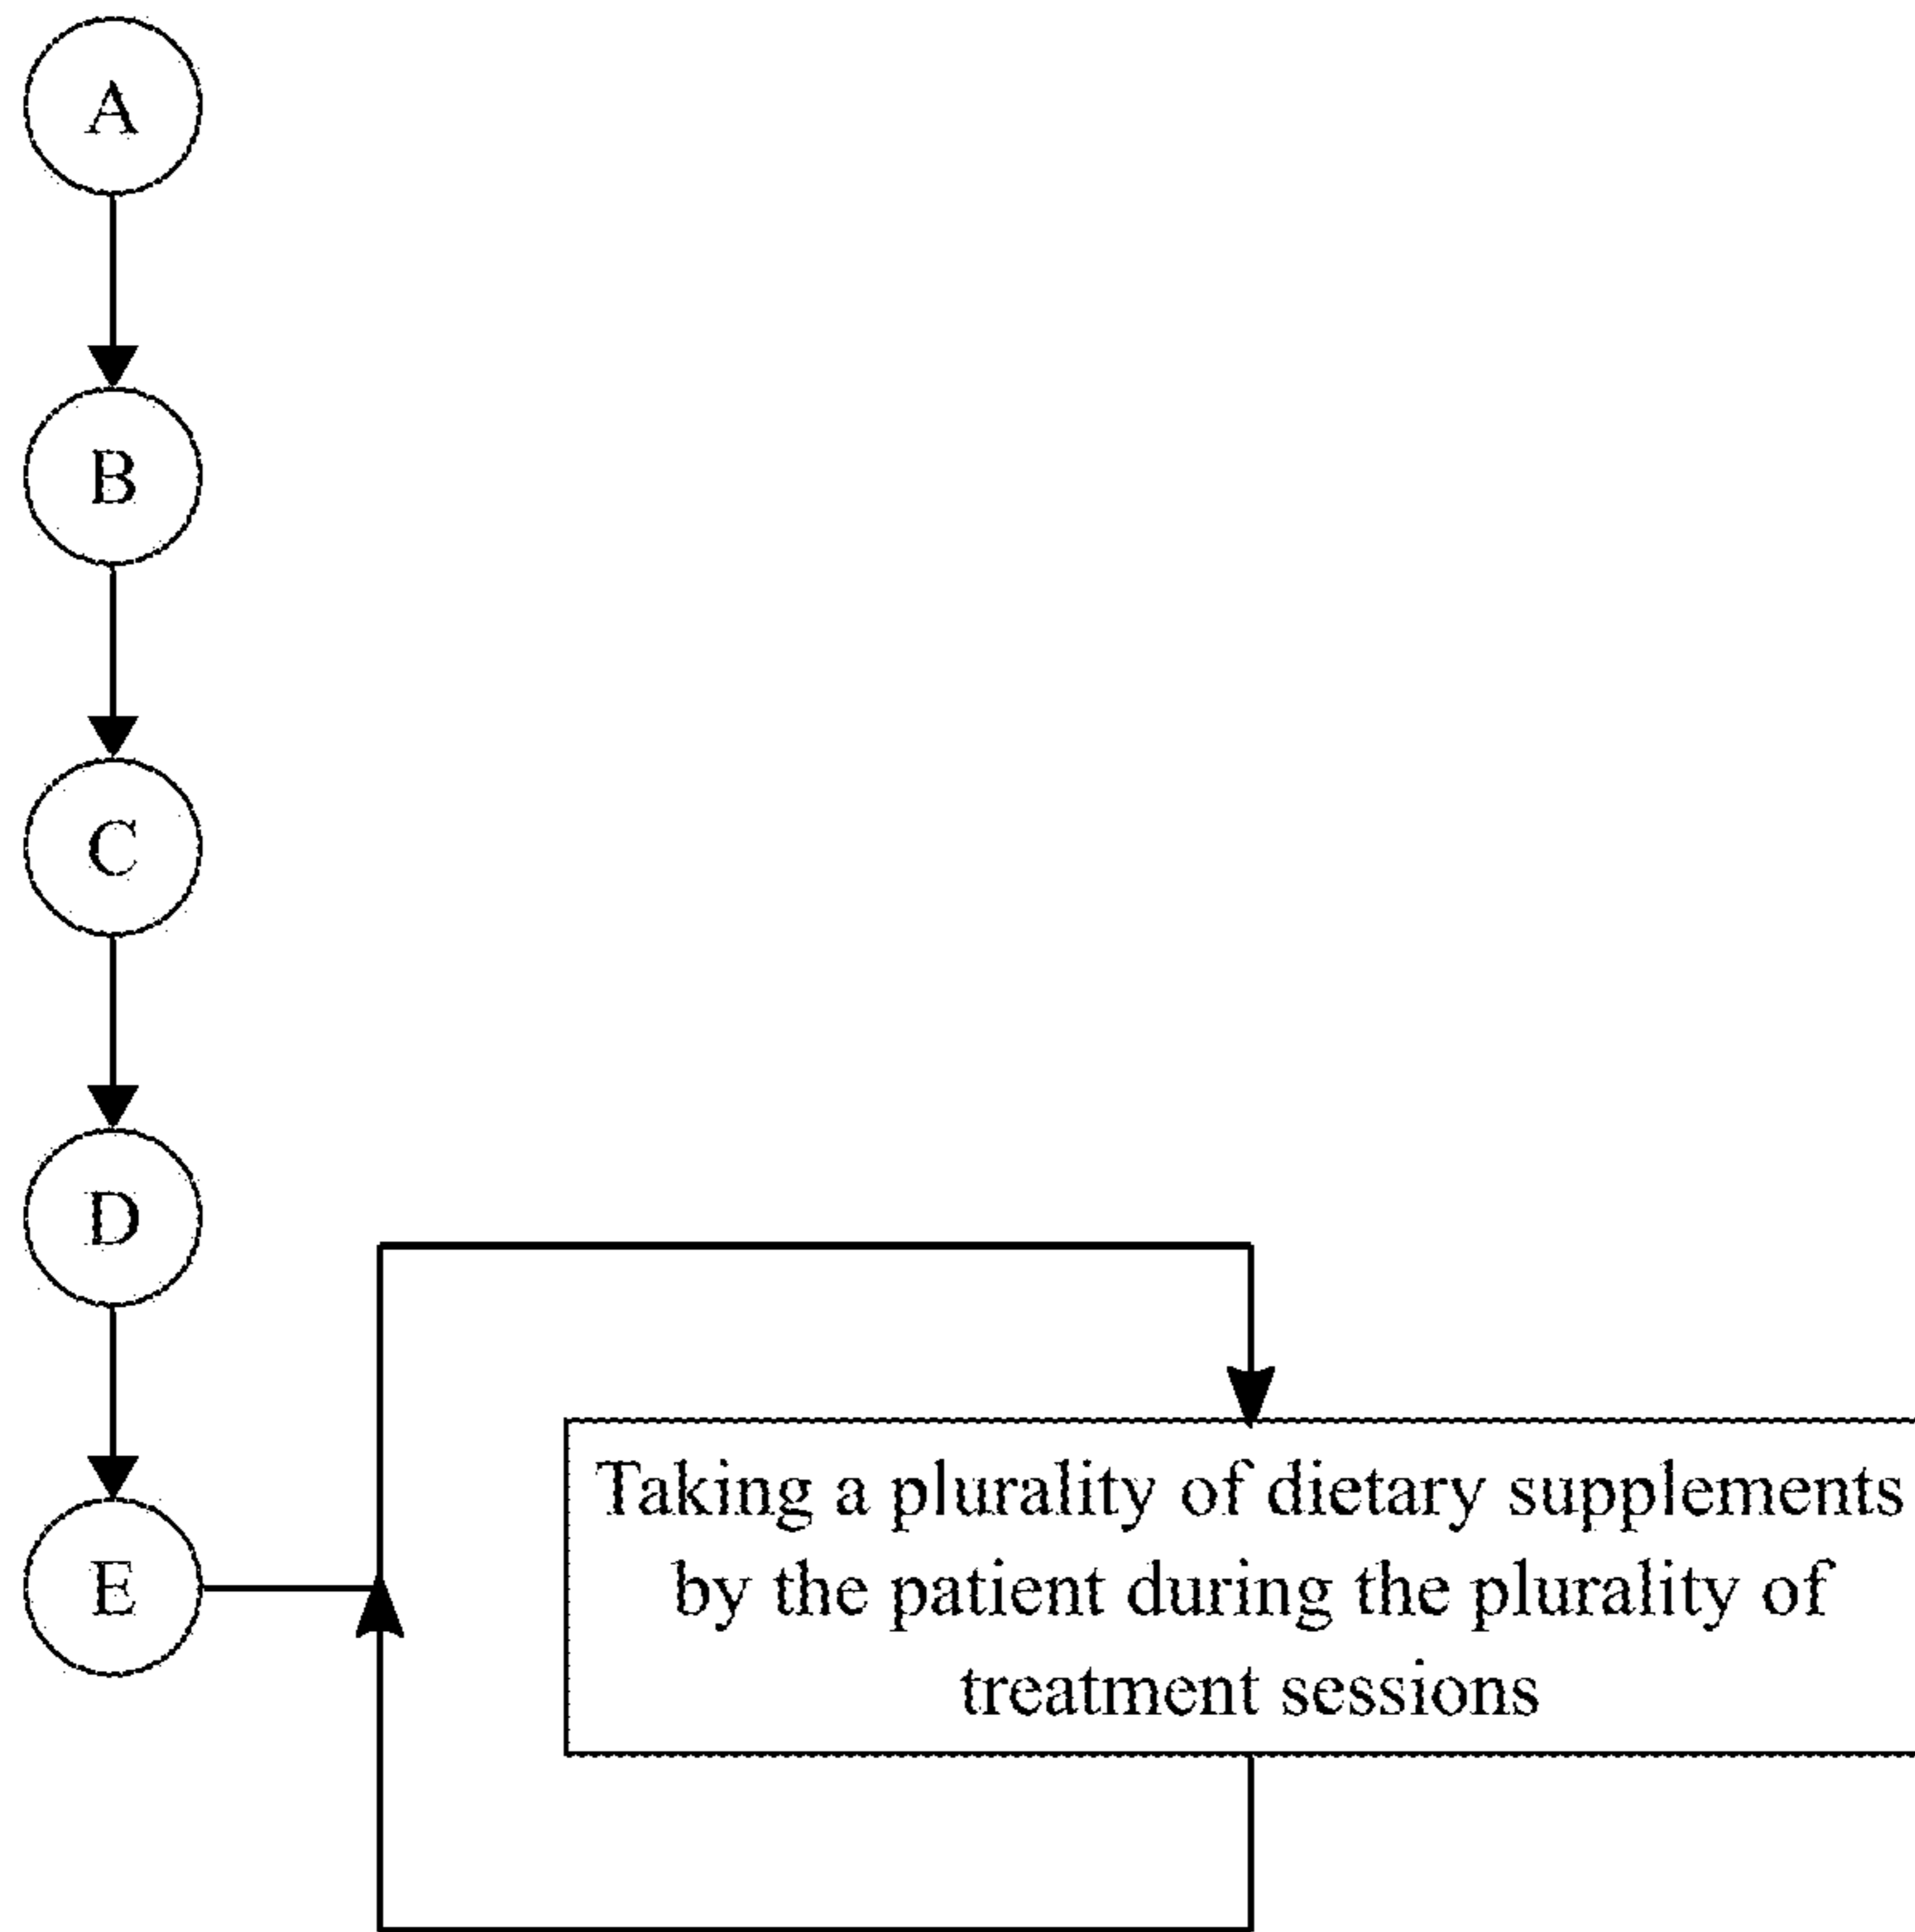 A
B
C
D
E
Taking a plurality of dietary supplements
by the patient during the plurality of
treatment sessions